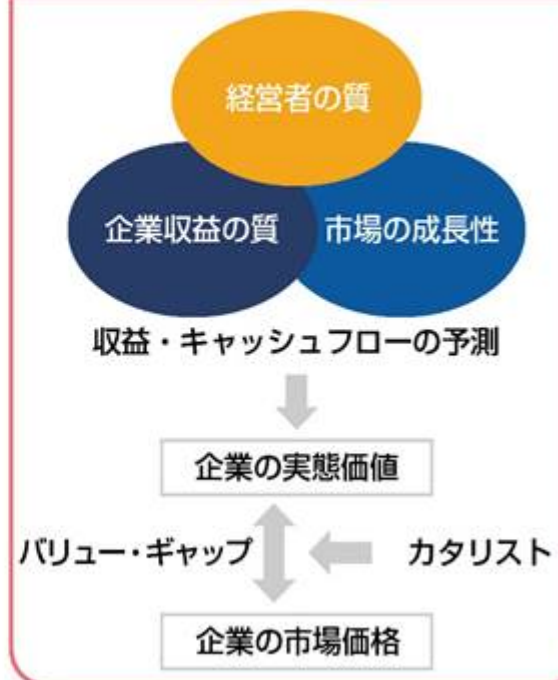 経営者の質
企業収益の質
市場の成長性
収益・キャッシュフローの予測
企業の実態価値
バリュー・ギャップ
カタリスト
企業の市場価格